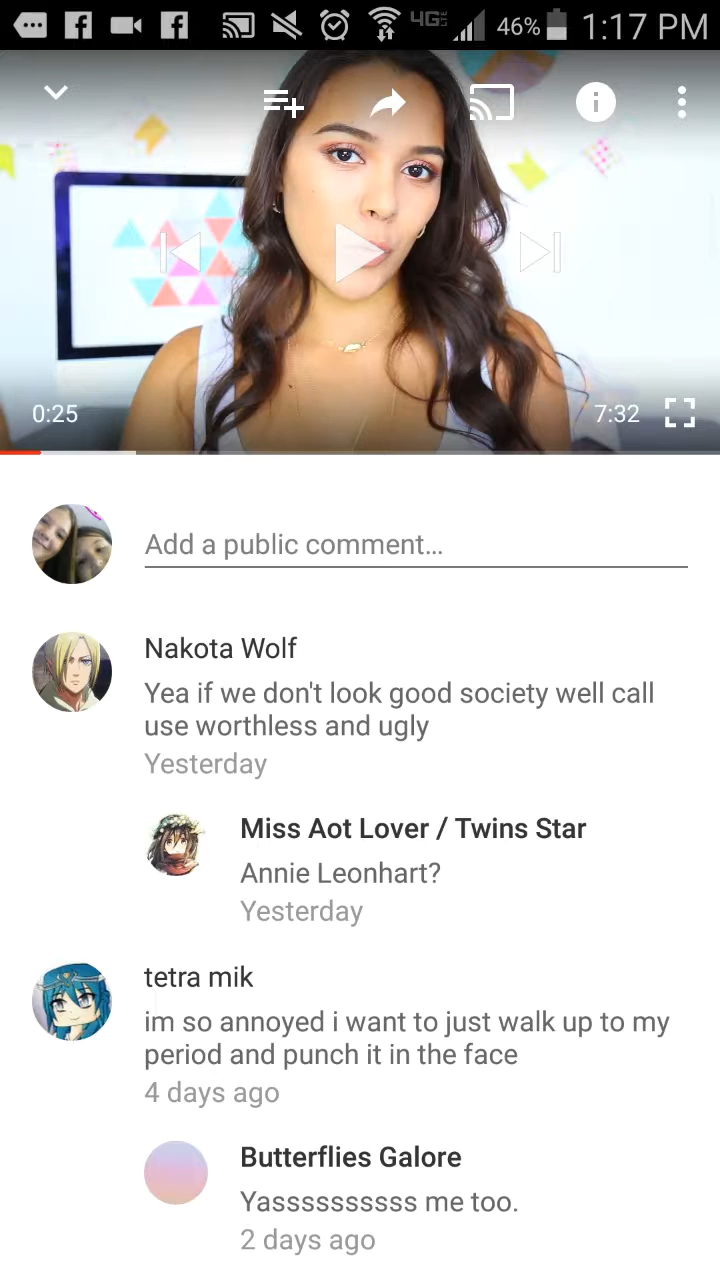 4G LTE 46% 1:17 PM
0:25 7:32
Add a public comment...
Nakota Wolf
Yea if we don't look good society well call
use worthless and ugly
Yesterday
Miss Aot Lover / Twins Star
Annie Leonhart?
Yesterday
tetra mik
im so annoyed i want to just walk up to my
period and punch it in the face
4 days ago
Butterflies Galore
Yassssssssss me too.
2 days ago